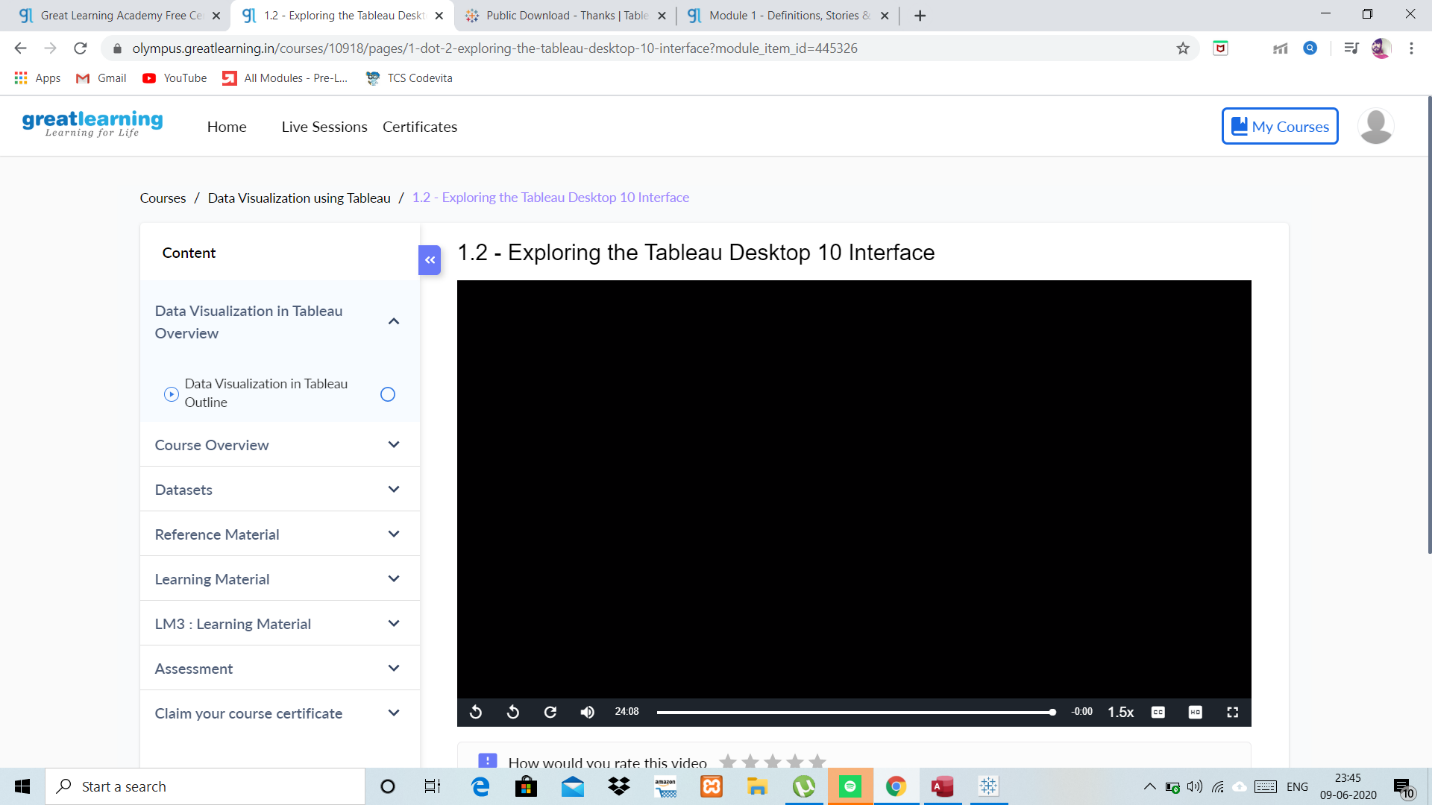 Great Learning Academy Free Ce
1.2 - Exploring the Tableau Deskt
Public Download - Thanks | Table
Module 1 - Definitions, Stories &
olympus.greatlearning.in/courses/10918/pages/1-dot-2-exploring-the-tableau-desktop-10-interface?module_item_id=445326
Apps
Gmail
YouTube
All Modules - Pre-L...
TCS Codevita
greatlearning
Learning for Life
Home
Live Sessions
Certificates
My Courses
Courses / Data Visualization using Tableau / 1.2 - Exploring the Tableau Desktop 10 Interface
Content
Data Visualization in Tableau
Overview
Data Visualization in Tableau
Outline
Course Overview
Datasets
Reference Material
Learning Material
LM3 : Learning Material
Assessment
Claim your course certificate
1.2 - Exploring the Tableau Desktop 10 Interface
24:08
-0:00
1.5x
CC
HD
How would you rate this video
Start a search
amazon
ENG
23:45
09-06-2020
10